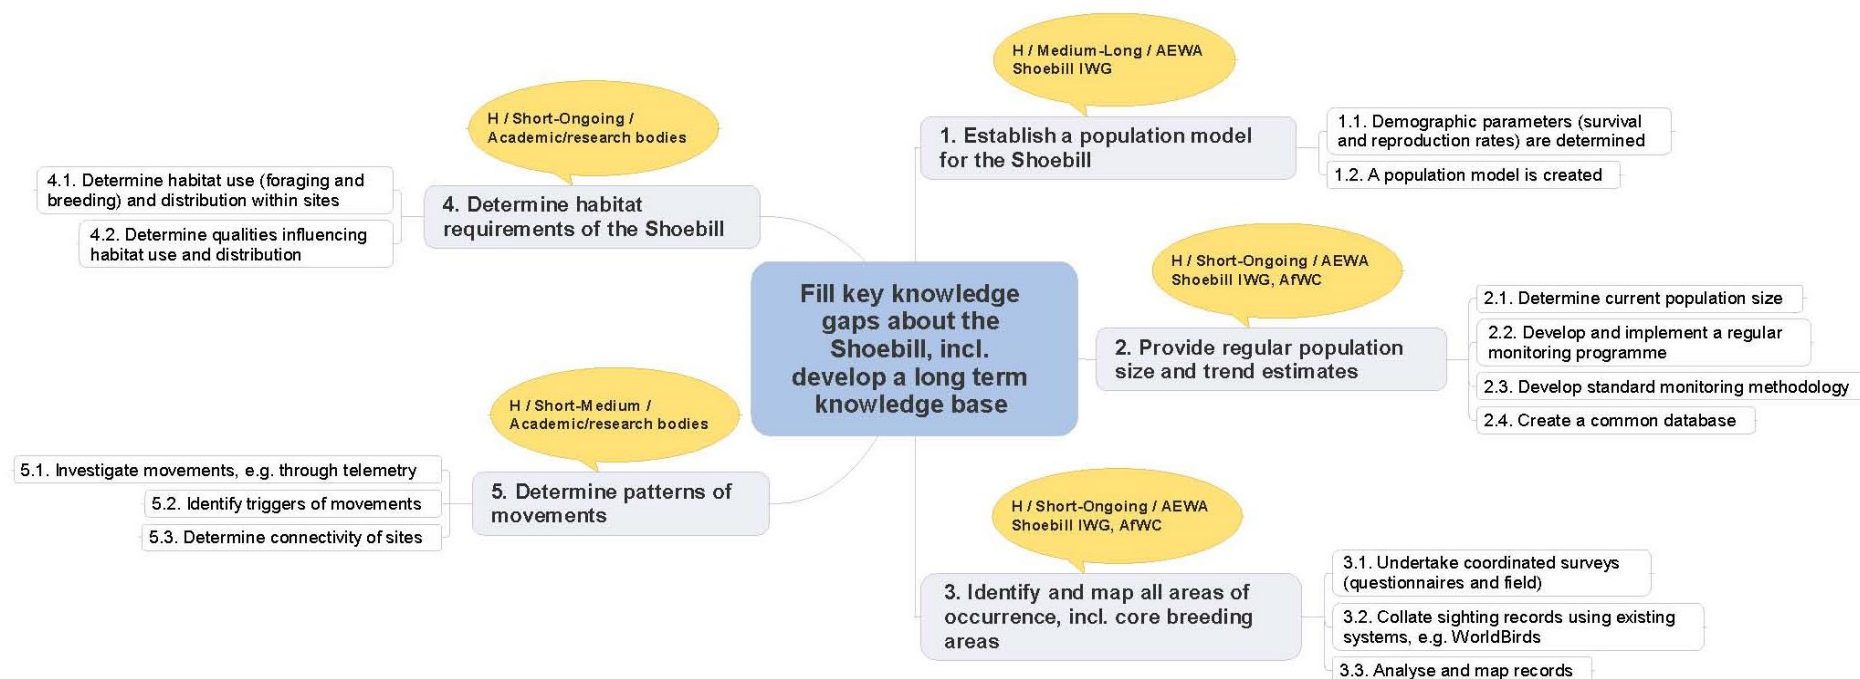 Fill key knowledge
gaps about the
Shoebill, incl.
develop a long term
knowledge base
H / Medium-Long / AEWA
Shoebill IWG
1. Establish a population model
for the Shoebill
1.1. Demographic parameters (survival
and reproduction rates) are determined
1.2. A population model is created
H / Short-Ongoing / AEWA
Shoebill IWG, AfWC
2. Provide regular population
size and trend estimates
2.1. Determine current population size
2.2. Develop and implement a regular
monitoring programme
2.3. Develop standard monitoring methodology
2.4. Create a common database
H / Short-Ongoing / AEWA
Shoebill IWG, AfWC
3. Identify and map all areas of
occurrence, incl. core breeding
areas
3.1. Undertake coordinated surveys
(questionnaires and field)
3.2. Collate sighting records using existing
systems, e.g. WorldBirds
3.3. Analyse and map records
H / Short-Ongoing /
Academic/research bodies
4. Determine habitat
requirements of the Shoebill
4.1. Determine habitat use (foraging and
breeding) and distribution within sites
4.2. Determine qualities influencing
habitat use and distribution
H / Short-Medium /
Academic/research bodies
5. Determine patterns of
movements
5.1. Investigate movements, e.g. through telemetry
5.2. Identify triggers of movements
5.3. Determine connectivity of sites